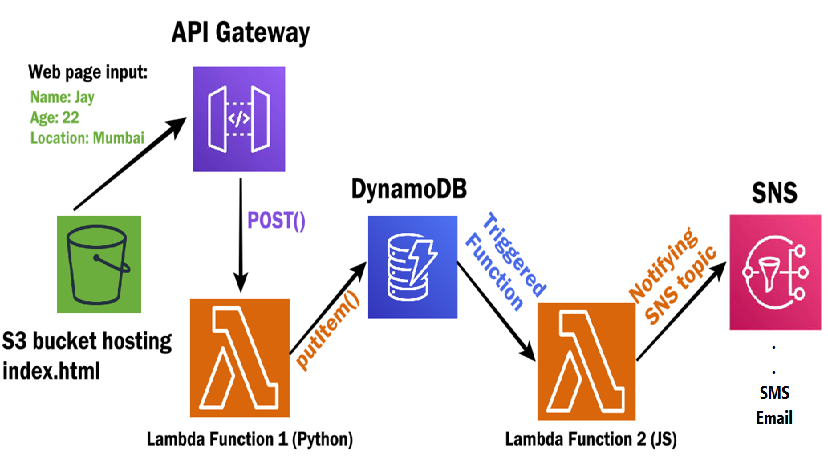 API Gateway
Web page input:
Name: Jay
Age: 22
Location: Mumbai
POST()
S3 bucket hosting
index.html
Lambda Function 1 (Python)
putItem()
DynamoDB
Triggered
Function
Lambda Function 2 (JS)
Notifying
SNS topic
SNS
.
.
SMS
Email